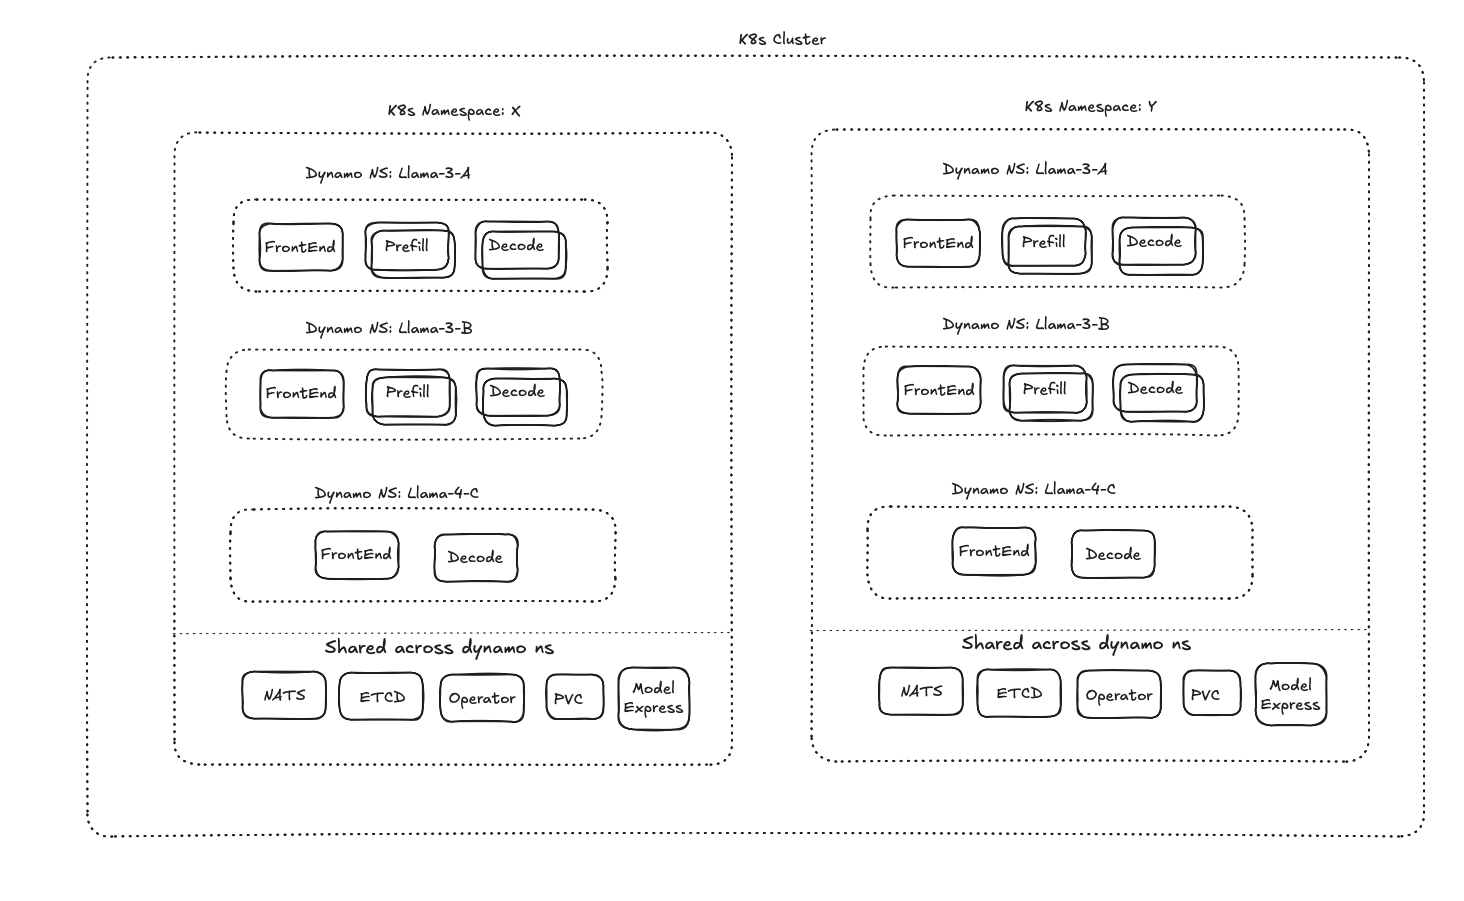 K8s Cluster
K8s Namespace: X
Dynamo NS: Llama-3-A
FrontEnd
Prefill
Decode
Dynamo NS: Llama-3-B
FrontEnd
Prefill
Decode
Dynamo NS: Llama-4-C
FrontEnd
Decode
Shared across dynamo ns
NATS
ETCD
Operator
PVC
Model
Express
K8s Namespace: Y
Dynamo NS: Llama-3-A
FrontEnd
Prefill
Decode
Dynamo NS: Llama-3-B
FrontEnd
Prefill
Decode
Dynamo NS: Llama-4-C
FrontEnd
Decode
Shared across dynamo ns
NATS
ETCD
Operator
PVC
Model
Express